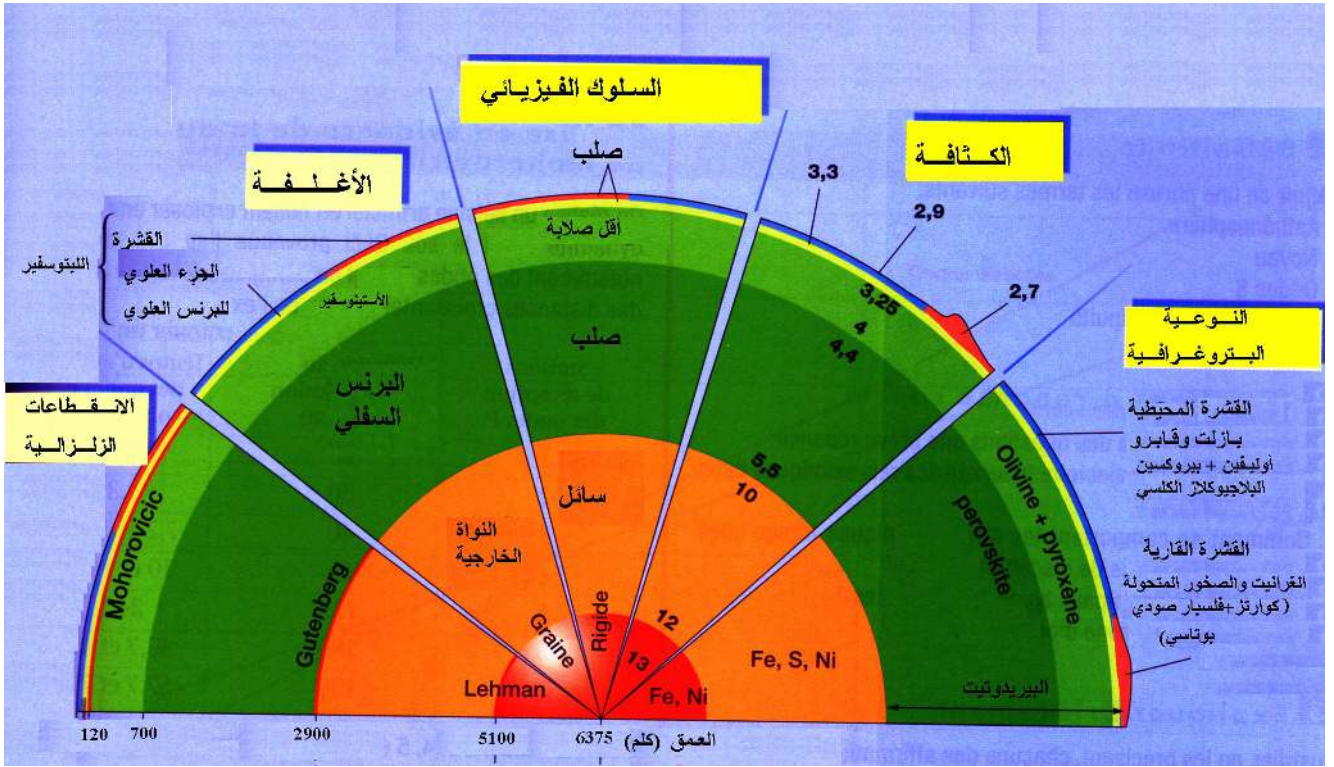 السلوك الفيزيائي
صلب
الكثافة
الأغلفة
3,3
2,9
2,7
القشرة
الجزء العلوي
للبرنس العلوي
الليتوسفير
أقل صلابة
الأستينوسفير
3,25
4
4,4
النوعية
البتروغرافية
الانقطاعات
الزلزالية
صلب
البرنس
السفلي
القشرة المحيطية
بازلت وقابرو
أوليفين + بيروكسين
البلاجيوكلاز الكلسي
Olivine + pyroxène
perovskite
5,5
10
سائل
النواة
الخارجية
Mohorovicic
Gutenberg
القشرة القارية
الغرانيت والصخور المتحولة
(كوارتز+فلسبار صودي
بوتاسي)
Rigide
Graine
12
13
Lehman
Fe, Ni
Fe, S, Ni
البيريدوتيت
120
700
2900
5100
6375
العمق (كلم)